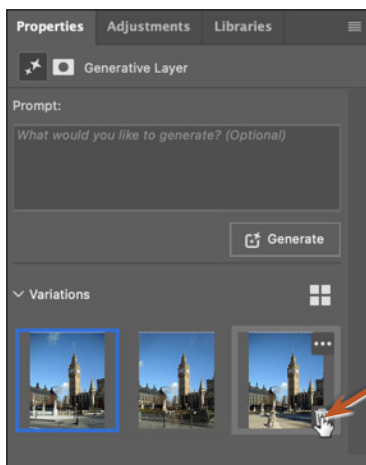 Properties Adjustments Libraries
Generative Layer
Prompt:
What would you like to generate? (Optional)
Generate
Variations